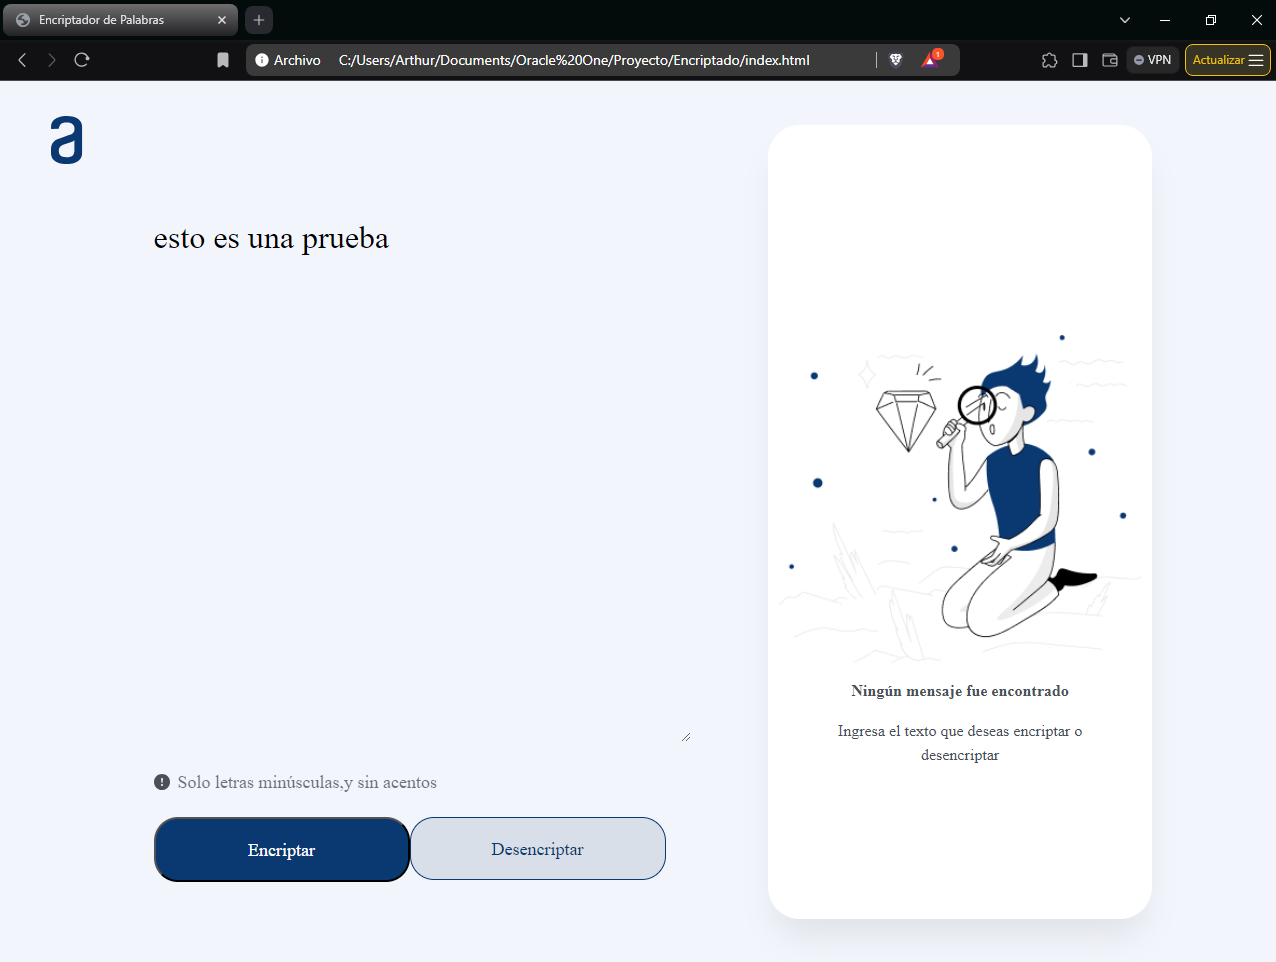 Encriptador de Palabras
Archivo C:/Users/Arthur/Documents/Oracle%20One/Proyecto/Encriptado/index.html
1
VPN
Actualizar
a
esto es una prueba
Ningún mensaje fue encontrado
Ingresa el texto que deseas encriptar o
desencriptar
Solo letras minúsculas,y sin acentos
Encriptar
Desencriptar